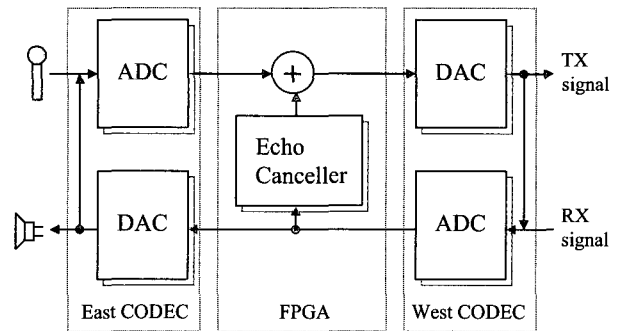 ADC
+
DAC
TX
signal
Echo
Canceller
DAC
ADC
RX
signal
East CODEC
FPGA
West CODEC